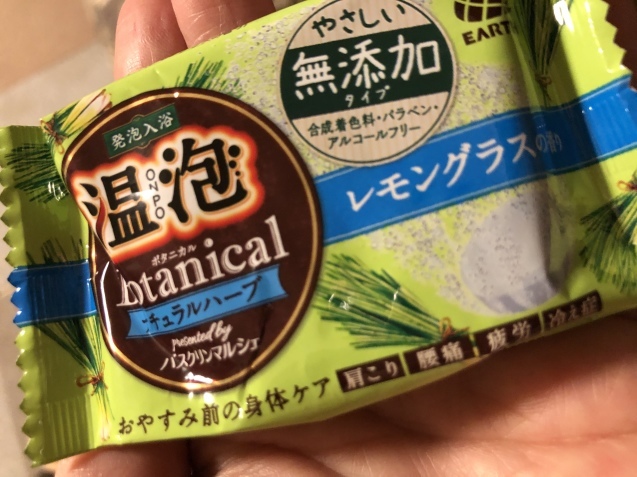 やさしい
無添加
タイプ
合成着色料・パラベン・
アルコールフリー
EARTH
発泡入浴
温泡
ONPO
ボタニカル
botanical
ナチュラルハーブ
presented by
バスクリンマルシェ
レモングラスの香り
おやすみ前の身体ケア
肩こり 腰痛 疲労 冷え症